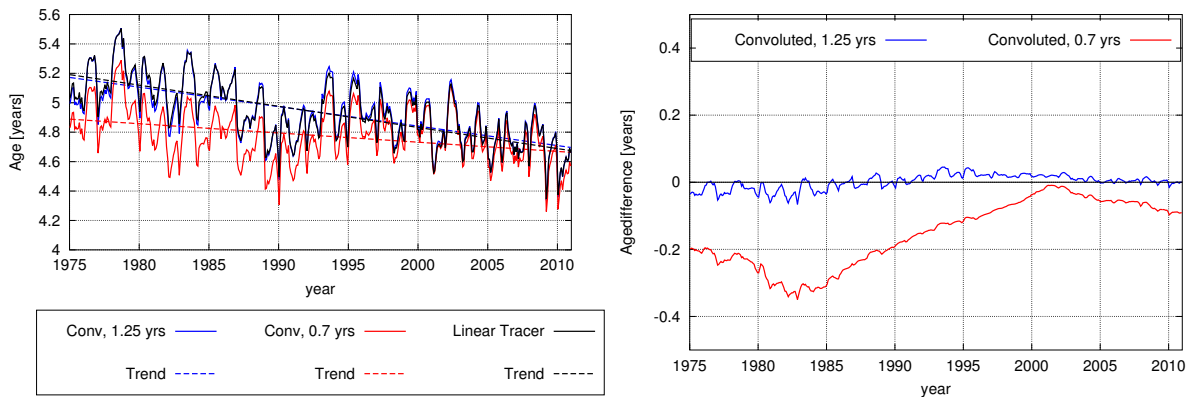 Age [years]
5.6
5.4
5.2
5
4.8
4.6
4.4
4.2
4
1975 1980 1985 1990 1995 2000 2005 2010
year
Conv, 1.25 yrs Conv, 0.7 yrs Linear Tracer
Trend Trend Trend
Convoluted, 1.25 yrs Convoluted, 0.7 yrs
Agedifference [years]
0.4
0.2
0
-0.2
-0.4
1975 1980 1985 1990 1995 2000 2005 2010
year